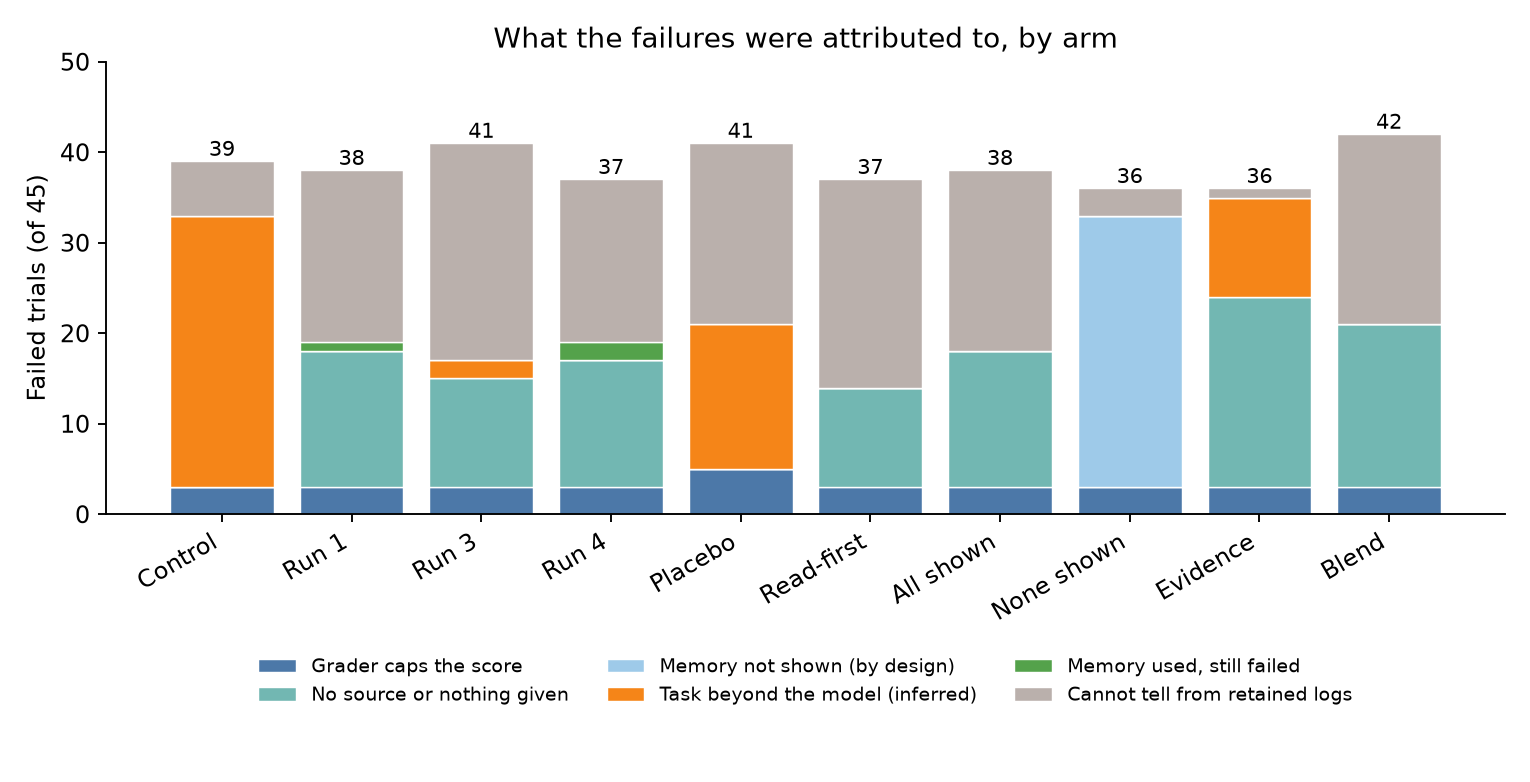 What the failures were attributed to, by arm
Failed trials (of 45)
50
40
30
20
10
0
39
38
41
37
41
37
38
36
36
42
Control
Run 1
Run 3
Run 4
Placebo
Read-first
All shown
None shown
Evidence
Blend
Grader caps the score
No source or nothing given
Memory not shown (by design)
Task beyond the model (inferred)
Memory used, still failed
Cannot tell from retained logs